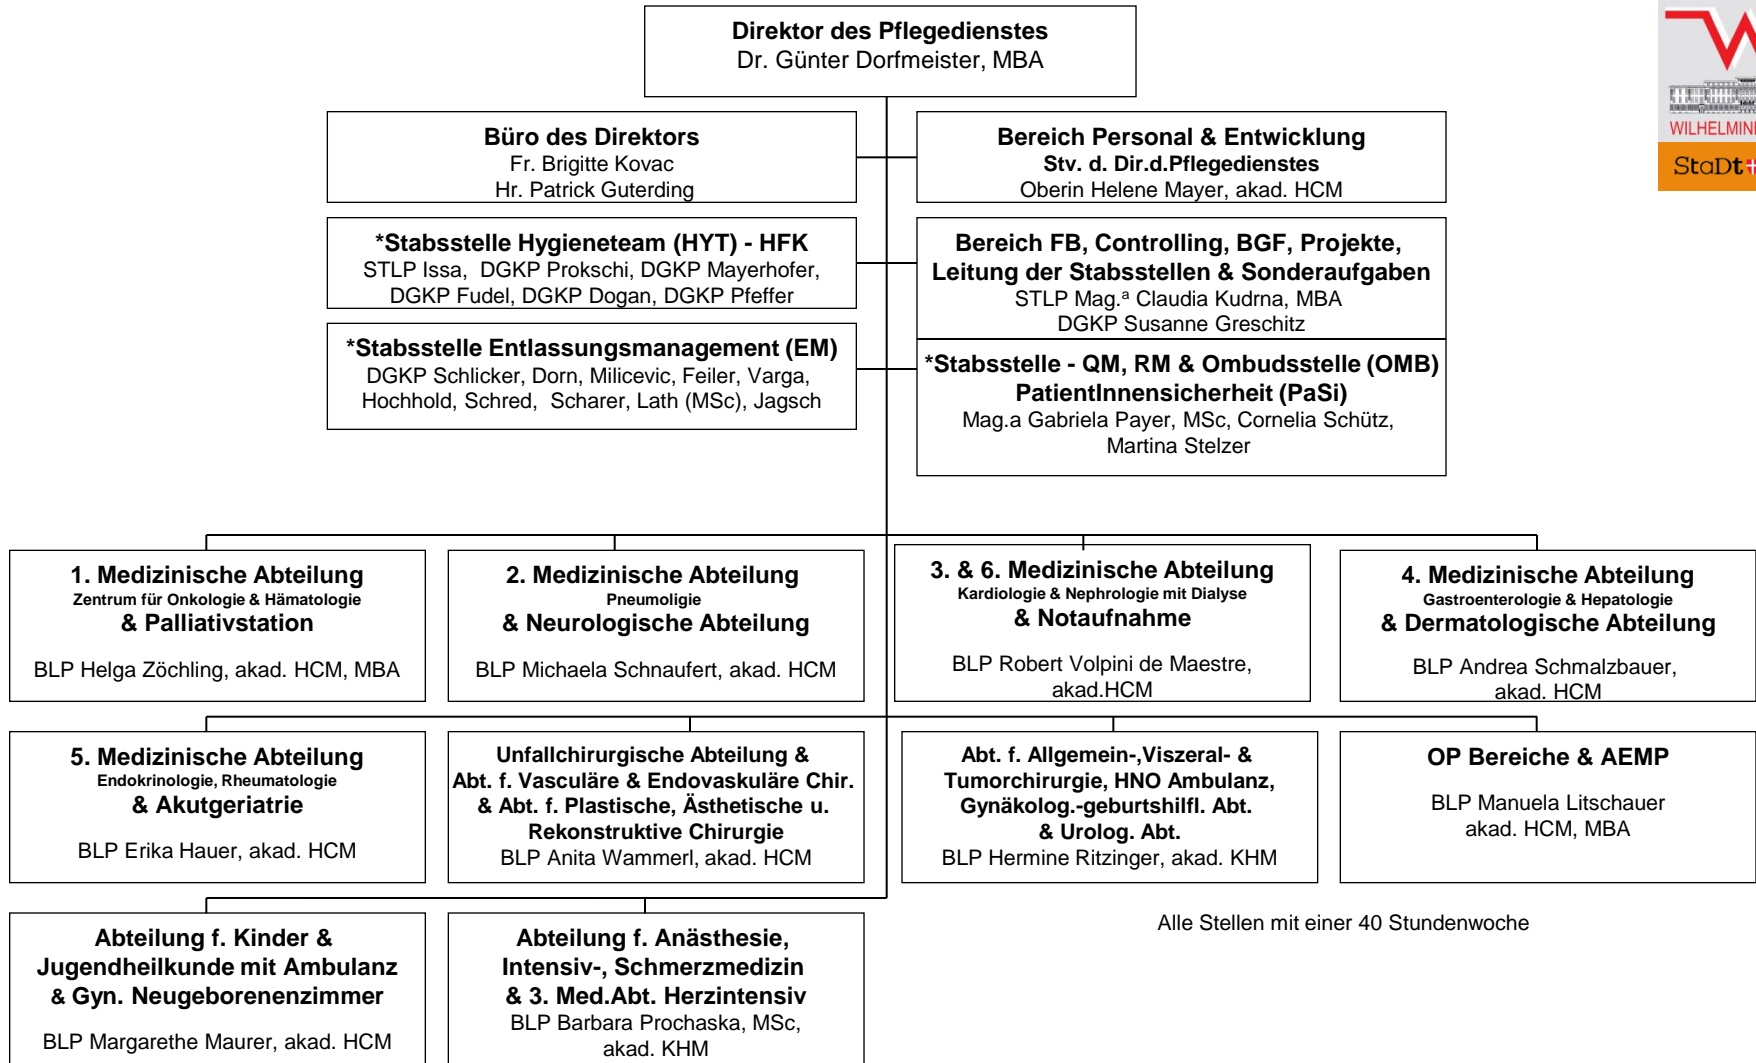 Direktor des Pflegedienstes
Dr. Günter Dorfmeister, MBA
WILHELMIN
StaDt
Büro des Direktors
Fr. Brigitte Kovac
Hr. Patrick Guterding
Bereich Personal & Entwicklung
Stv. d. Dir.d.Pflegedienstes
Oberin Helene Mayer, akad. HCM
*Stabsstelle Hygieneteam (HYT) - HFK
STLP Issa, DGKP Prokschi, DGKP Mayerhofer,
DGKP Fudel, DGKP Dogan, DGKP Pfeffer
Bereich FB, Controlling, BGF, Projekte,
Leitung der Stabsstellen & Sonderaufgaben
STLP Mag.ª Claudia Kudrna, MBA
DGKP Susanne Greschitz
*Stabsstelle Entlassungsmanagement (EM)
DGKP Schlicker, Dorn, Milicevic, Feiler, Varga,
Hochhold, Schred, Scharer, Lath (MSc), Jagsch
*Stabsstelle - QM, RM & Ombudsstelle (OMB)
PatientInnensicherheit (PaSi)
Mag.a Gabriela Payer, MSc, Cornelia Schütz,
Martina Stelzer
1. Medizinische Abteilung
Zentrum für Onkologie & Hämatologie
& Palliativstation
BLP Helga Zöchling, akad. HCM, MBA
2. Medizinische Abteilung
Pneumoligie
& Neurologische Abteilung
BLP Michaela Schnaufert, akad. HCM
3. & 6. Medizinische Abteilung
Kardiologie & Nephrologie mit Dialyse
& Notaufnahme
BLP Robert Volpini de Maestre,
akad.HCM
4. Medizinische Abteilung
Gastroenterologie & Hepatologie
& Dermatologische Abteilung
BLP Andrea Schmalzbauer,
akad. HCM
5. Medizinische Abteilung
Endokrinologie, Rheumatologie
& Akutgeriatrie
BLP Erika Hauer, akad. HCM
Unfallchirurgische Abteilung &
Abt. f. Vasculäre & Endovaskuläre Chir.
& Abt. f. Plastische, Ästhetische u.
Rekonstruktive Chirurgie
BLP Anita Wammerl, akad. HCM
Abt. f. Allgemein-,Viszeral- &
Tumorchirurgie, HNO Ambulanz,
Gynäkolog.-geburtshilfl. Abt.
& Urolog. Abt.
BLP Hermine Ritzinger, akad. KHM
OP Bereiche & AEMP
BLP Manuela Litschauer
akad. HCM, MBA
Abteilung f. Kinder &
Jugendheilkunde mit Ambulanz
& Gyn. Neugeborenenzimmer
BLP Margarethe Maurer, akad. HCM
Abteilung f. Anästhesie,
Intensiv-, Schmerzmedizin
& 3. Med.Abt. Herzintensiv
BLP Barbara Prochaska, MSc,
akad. KHM
Alle Stellen mit einer 40 Stundenwoche